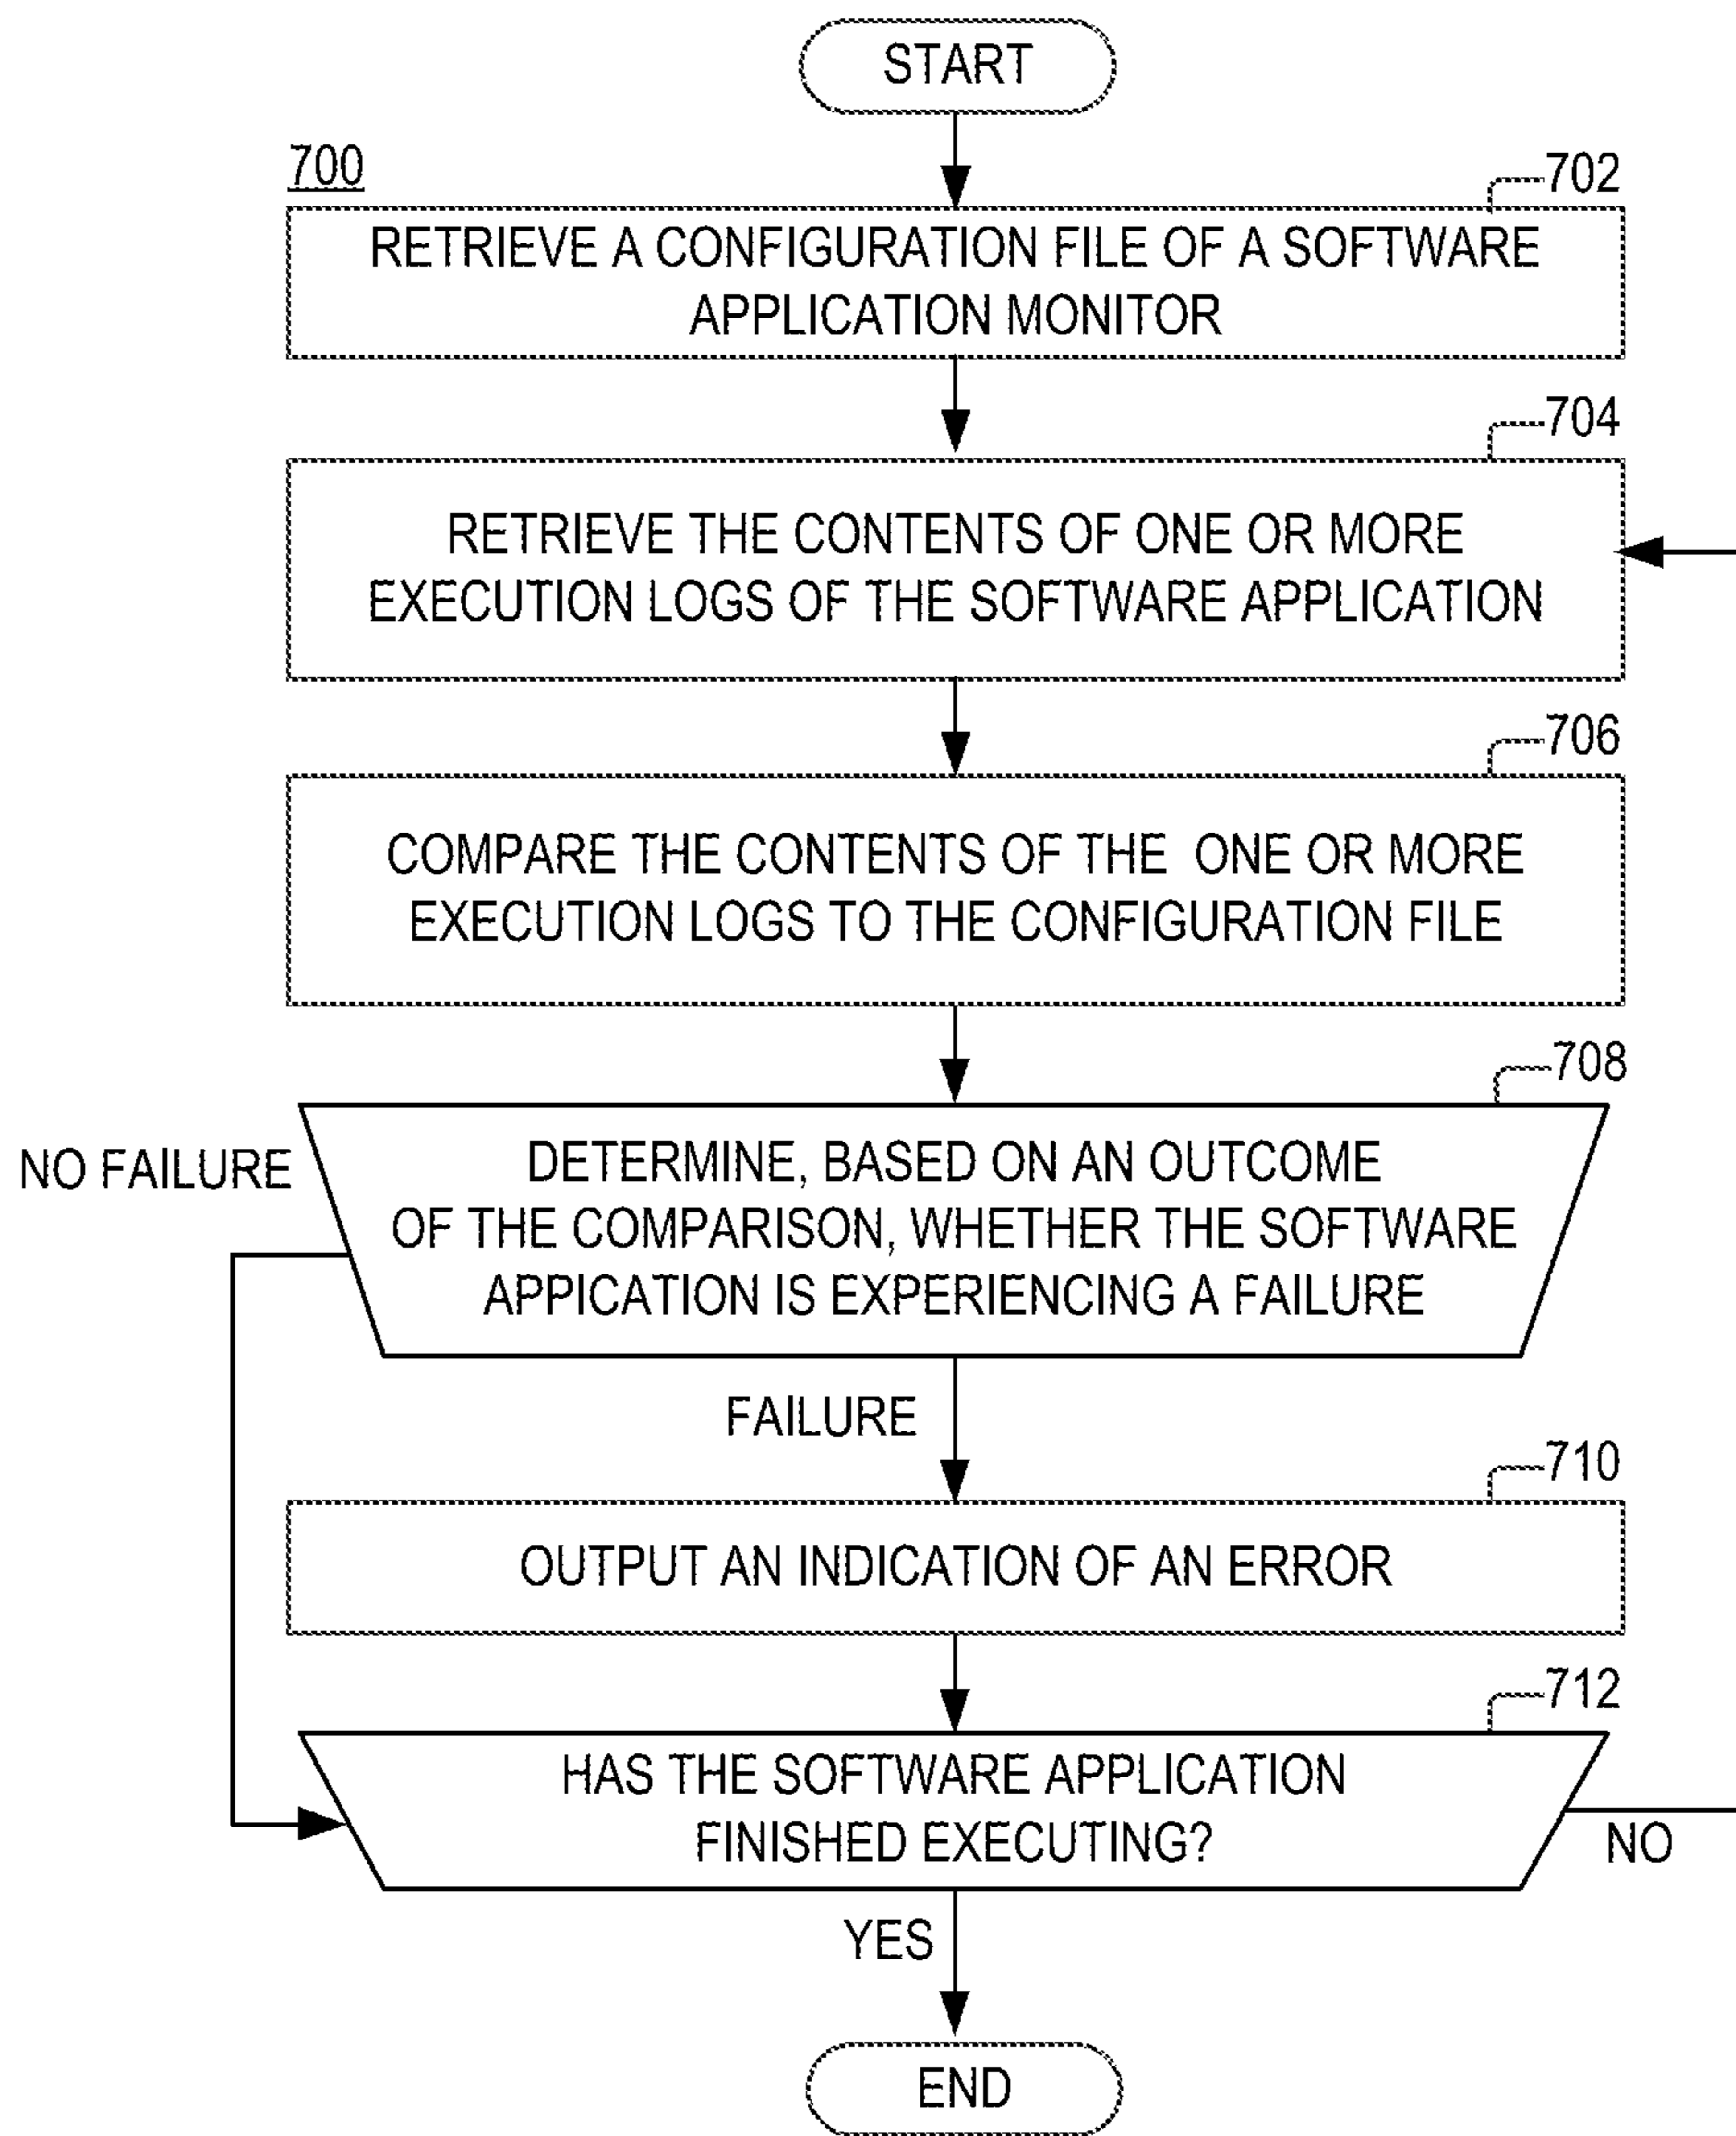 START
700
702
RETRIEVE A CONFIGURATION FILE OF A SOFTWARE
APPLICATION MONITOR
704
RETRIEVE THE CONTENTS OF ONE OR MORE
EXECUTION LOGS OF THE SOFTWARE APPLICATION
706
COMPARE THE CONTENTS OF THE ONE OR MORE
EXECUTION LOGS TO THE CONFIGURATION FILE
708
NO FAILURE
DETERMINE, BASED ON AN OUTCOME
OF THE COMPARISON, WHETHER THE SOFTWARE
APPICATION IS EXPERIENCING A FAILURE
FAILURE
710
OUTPUT AN INDICATION OF AN ERROR
712
HAS THE SOFTWARE APPLICATION
FINISHED EXECUTING?
NO
YES
END